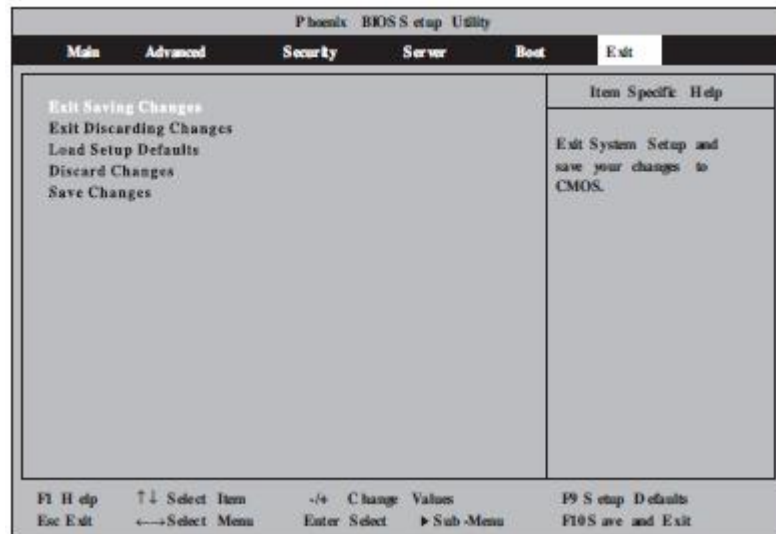 Phoenix BIOS Setup Utility
Main Advanced Security Server Boot Exit
Exit Saving Changes
Exit Discarding Changes
Load Setup Defaults
Discard Changes
Save Changes
Item Specific Help
Exit System Setup and
save your changes to
CMOS.
F1 Help ↑↓ Select Item -/+ Change Values F9 Setup Defaults
Esc Exit ←→Select Menu Enter Select ▶Sub-Menu F10 Save and Exit